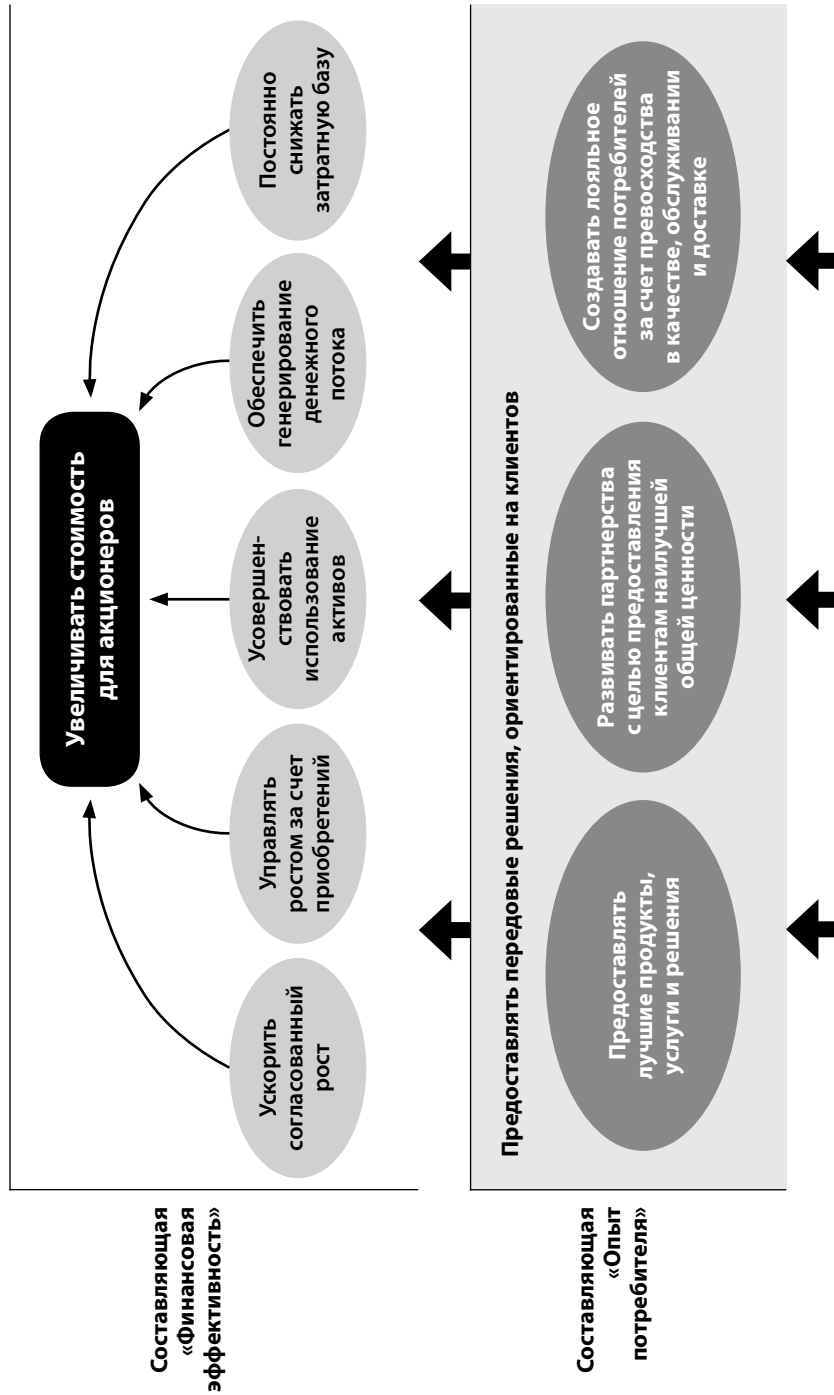 Составляющая
«Финансовая
эффективность»
Увеличивать стоимость
для акционеров
Ускорить
согласованный
рост
Управлять
ростом за счет
приобретений
Усовершен-
ствовать
использование
активов
Обеспечить
генерирование
денежного
потока
Постоянно
снижать
затратную базу
Составляющая
«Опыт
потребителя»
Предоставлять передовые решения, ориентированные на клиентов
Предоставлять
лучшие продукты,
услуги и решения
Развивать партнерства
с целью предоставления
клиентам наилучшей
общей ценности
Создавать лояльное
отношение потребителей
за счет превосходства
в качестве, обслуживании
и доставке